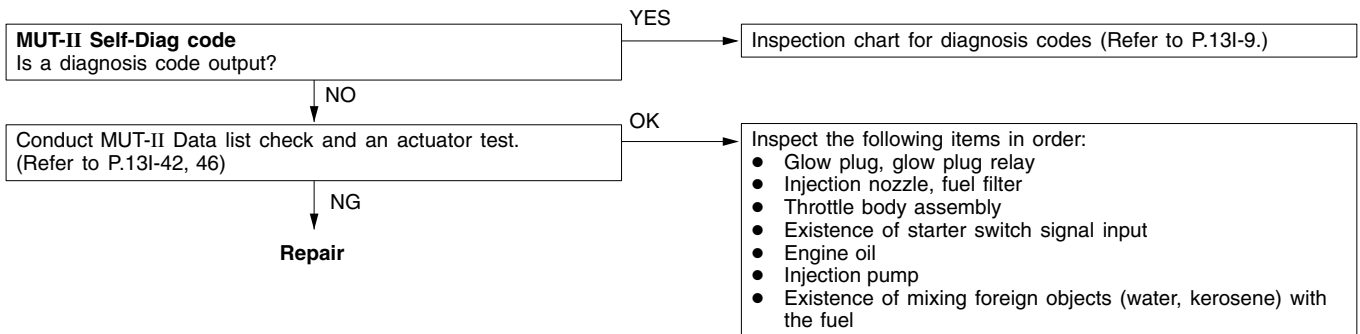 MUT-II Self-Diag code
Is a diagnosis code output?
YES
Inspection chart for diagnosis codes (Refer to P.13I-9.)
NO
Conduct MUT-II Data list check and an actuator test.
(Refer to P.13I-42, 46)
OK
Inspect the following items in order:
● Glow plug, glow plug relay
● Injection nozzle, fuel filter
● Throttle body assembly
● Existence of starter switch signal input
● Engine oil
● Injection pump
● Existence of mixing foreign objects (water, kerosene) with
the fuel
NG
Repair